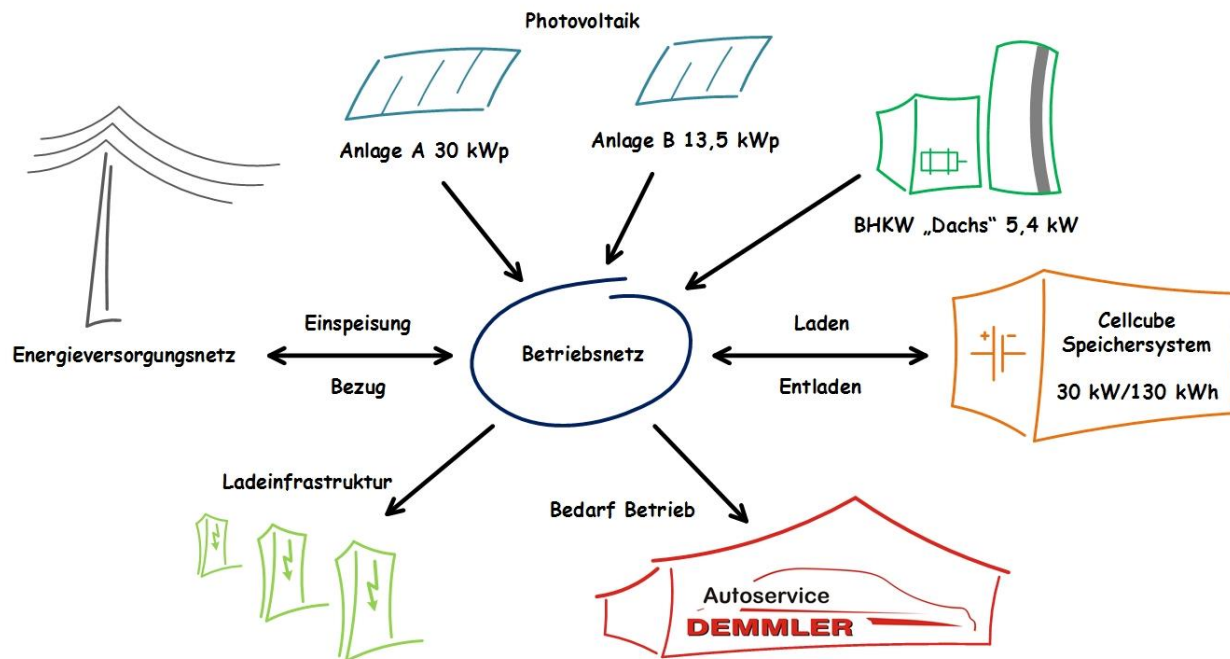 Photovoltaik
Anlage A 30 kWp
Anlage B 13,5 kWp
BHKW „Dachs“ 5,4 kW
Energieversorgungsnetz
Einspeisung
Bezug
Betriebsnetz
Laden
Entladen
+ -
Cellcube
Speichersystem
30 kW/130 kWh
Ladeinfrastruktur
Bedarf Betrieb
Autoservice
DEMMLER